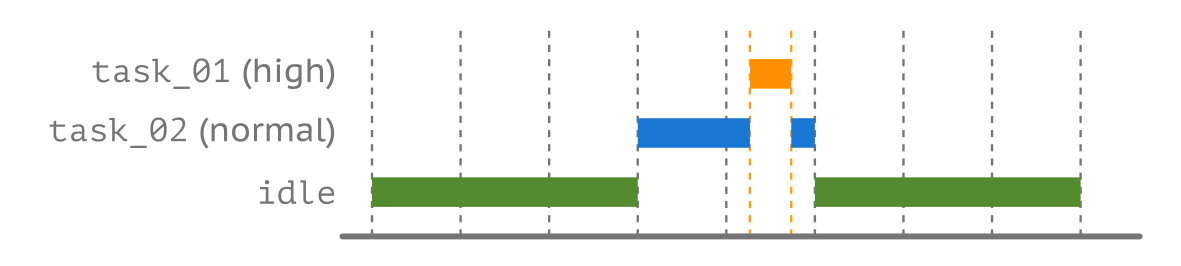 task_01 (high)
task_02 (normal)
idle